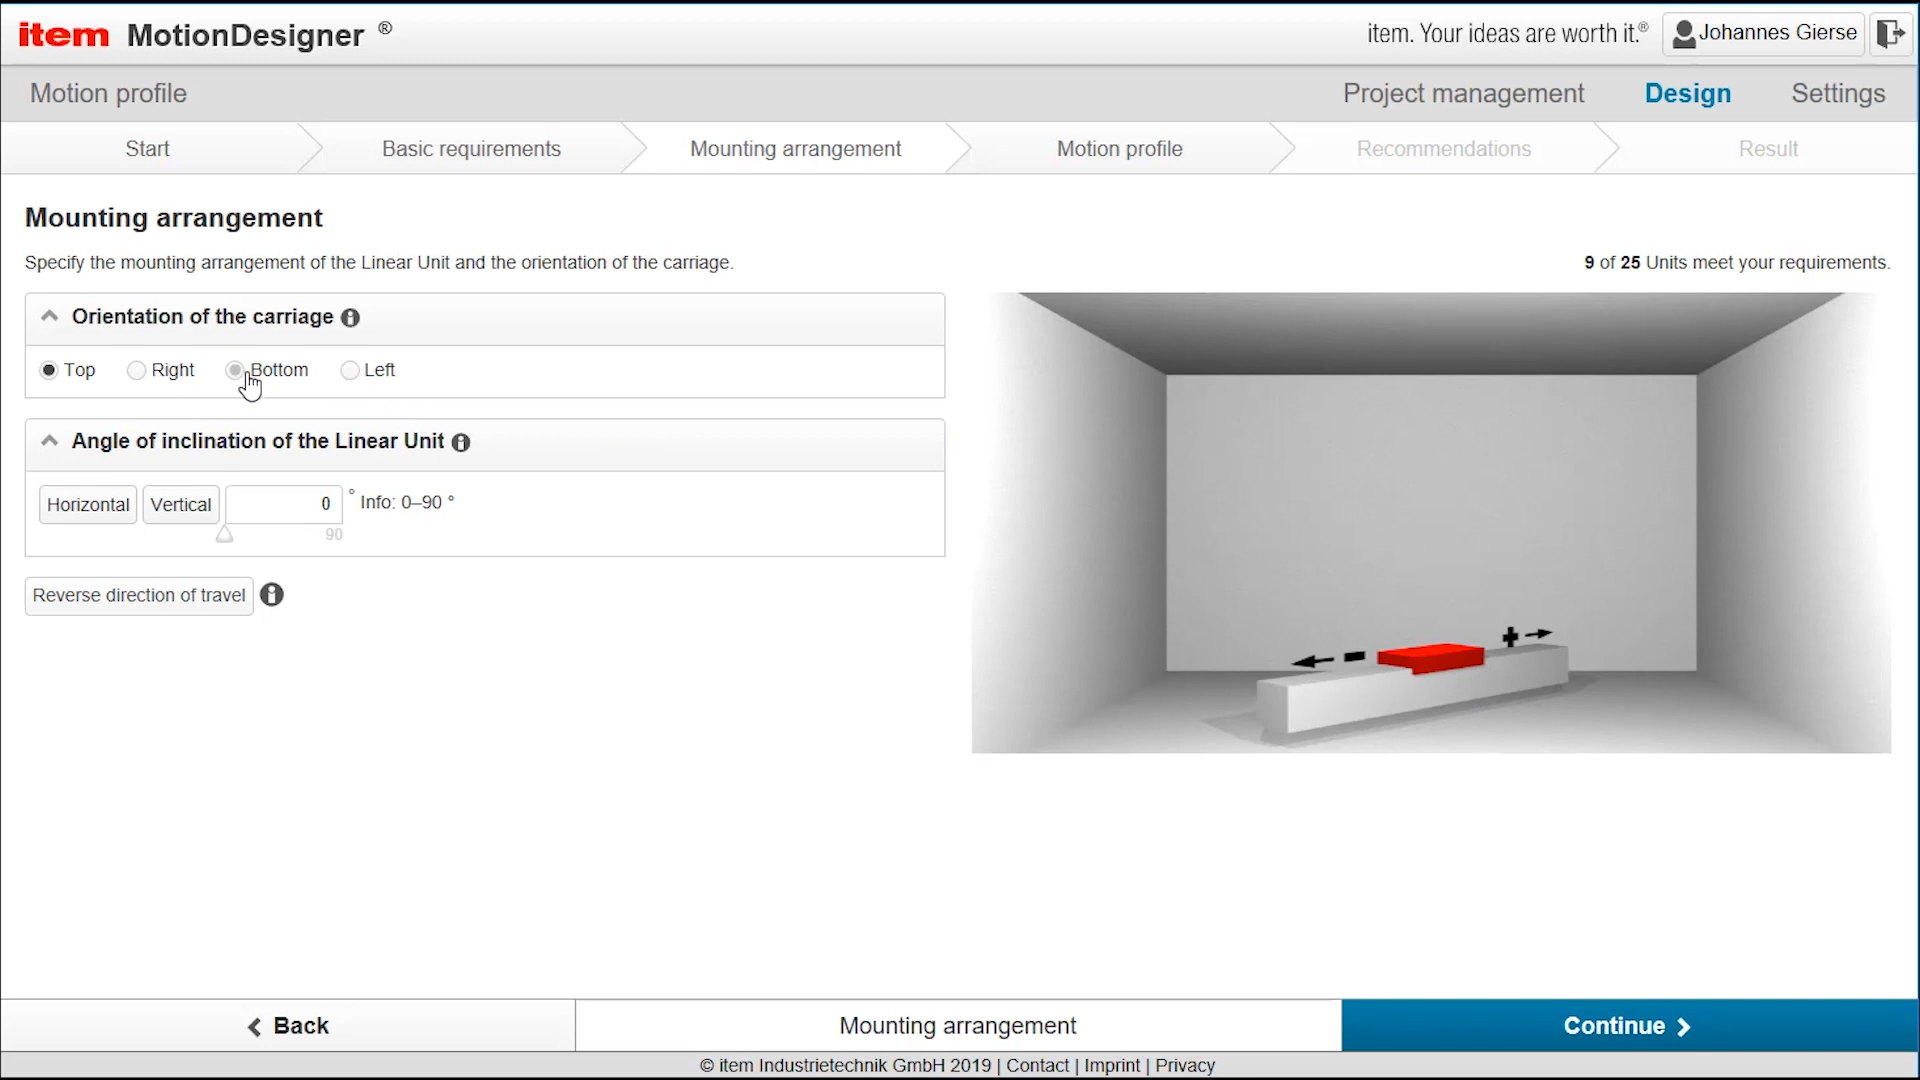 item MotionDesigner ®
item. Your ideas are worth it.®
Johannes Gierse
Motion profile
Project management
Design
Settings
Start
Basic requirements
Mounting arrangement
Motion profile
Recommendations
Result
Mounting arrangement
Specify the mounting arrangement of the Linear Unit and the orientation of the carriage.
9 of 25 Units meet your requirements.
Orientation of the carriage
Top
Right
Bottom
Left
Angle of inclination of the Linear Unit
Horizontal
Vertical
0
° Info: 0–90 °
90
Reverse direction of travel
Back
Mounting arrangement
Continue
© item Industrietechnik GmbH 2019 | Contact | Imprint | Privacy